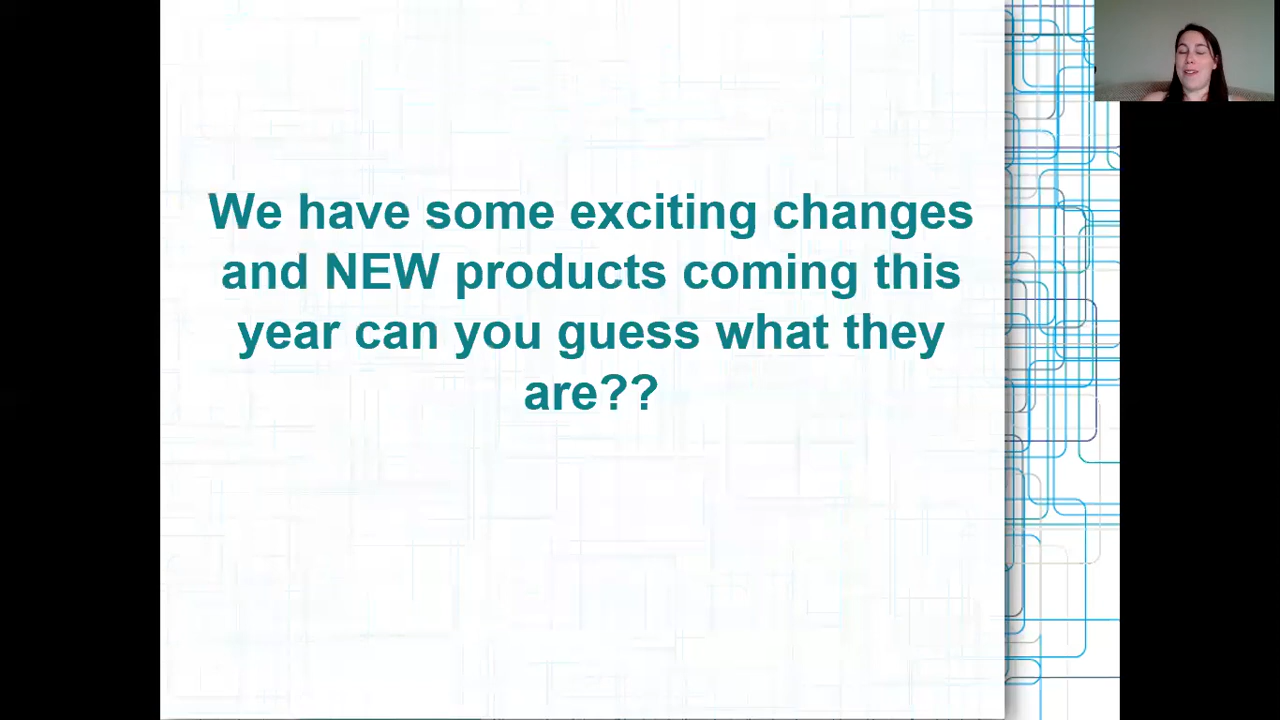 We have some exciting changes
and NEW products coming this
year can you guess what they
are??